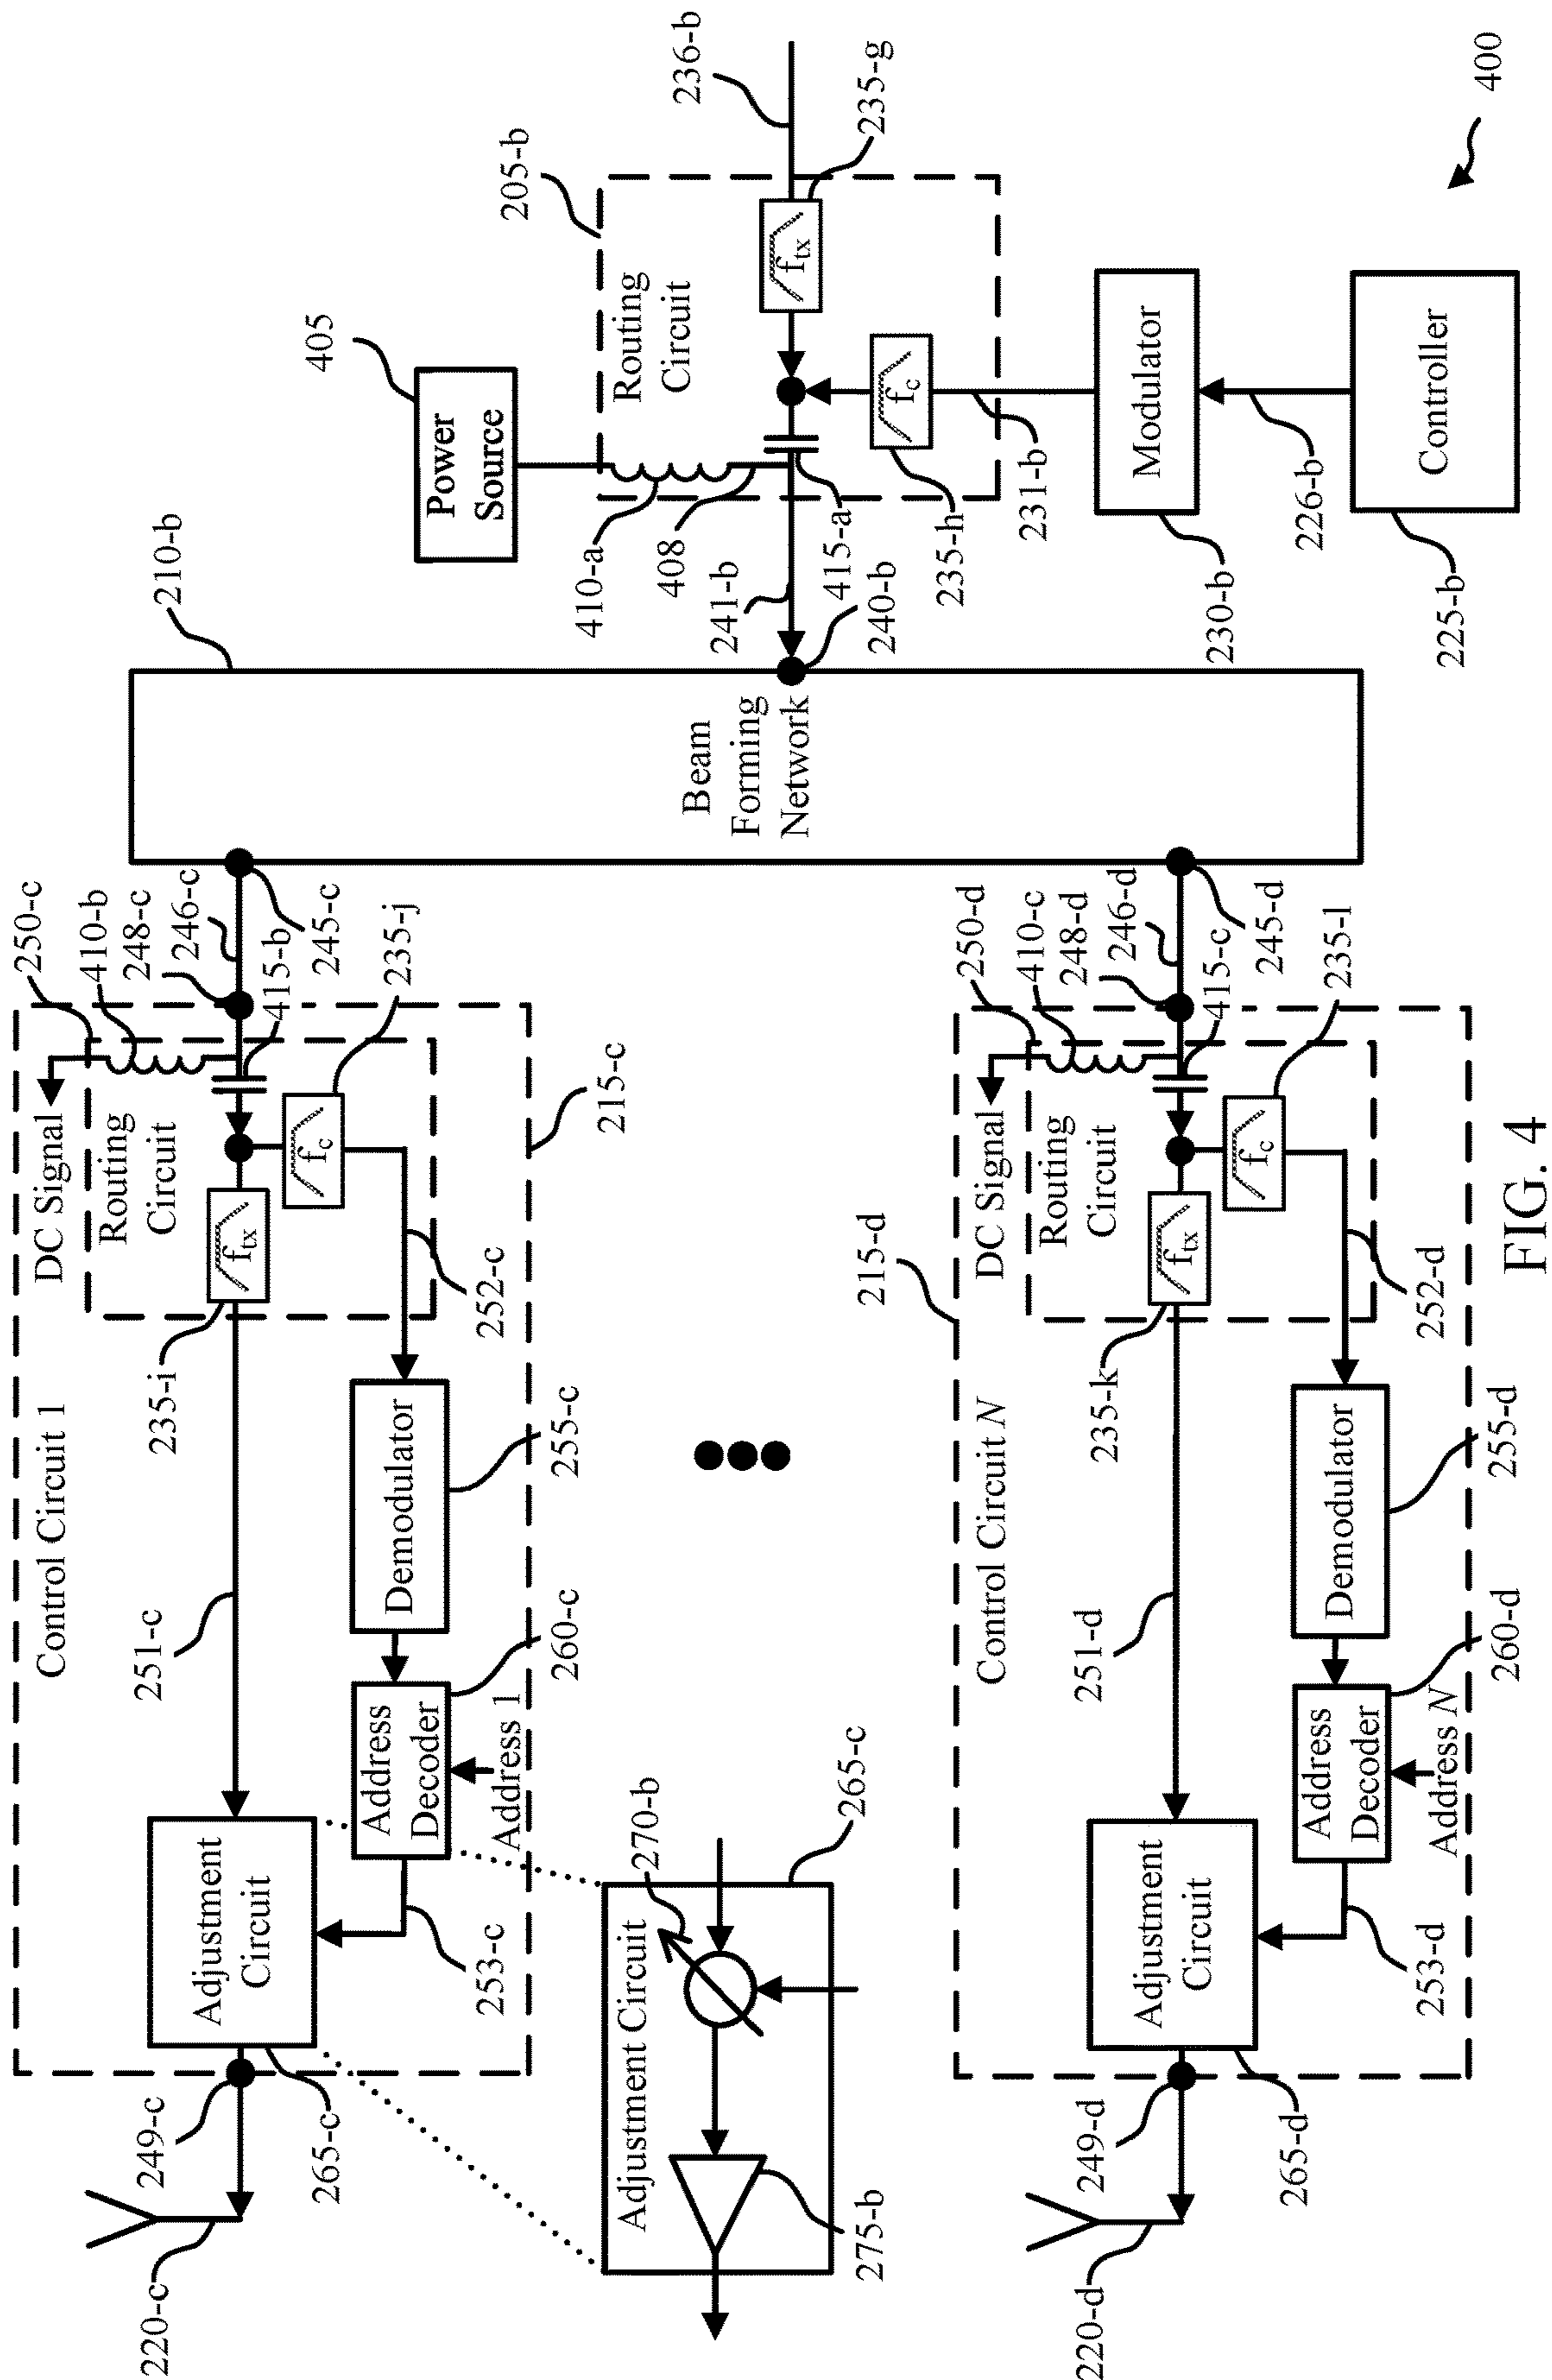 220-c
249-c
265-c
Control Circuit 1
251-c
235-i
DC Signal
Routing
Circuit
250-c
410-b
248-c
246-c
415-b
245-c
235-j
f_tx
f_c
252-c
215-c
Adjustment
Circuit
253-c
Address
Decoder
Address 1
260-c
Demodulator
255-c
Adjustment Circuit
270-b
265-c
275-b
210-b
Beam
Forming
Network
Power
Source
405
410-a
408
241-b
415-a
240-b
235-h
Routing
Circuit
205-b
236-b
235-g
f_tx
f_c
231-b
Modulator
230-b
226-b
Controller
225-b
400
220-d
249-d
265-d
Control Circuit N
215-d
251-d
235-k
DC Signal
Routing
Circuit
250-d
410-c
248-d
246-d
415-c
245-d
235-l
f_tx
f_c
252-d
Adjustment
Circuit
253-d
Address
Decoder
Address N
260-d
Demodulator
255-d
FIG. 4